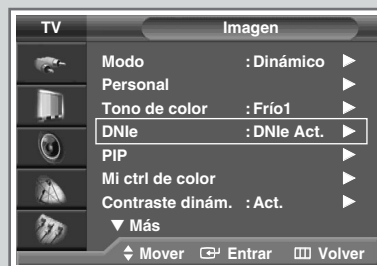 TV Imagen
Modo : Dinámico ▶
Personal ▶
Tono de color : Frío1 ▶
DNIe : DNIe Act. ▶
PIP ▶
Mi ctrl de color ▶
Contraste dinám. : Act. ▶
▼ Más
Mover Entrar Volver